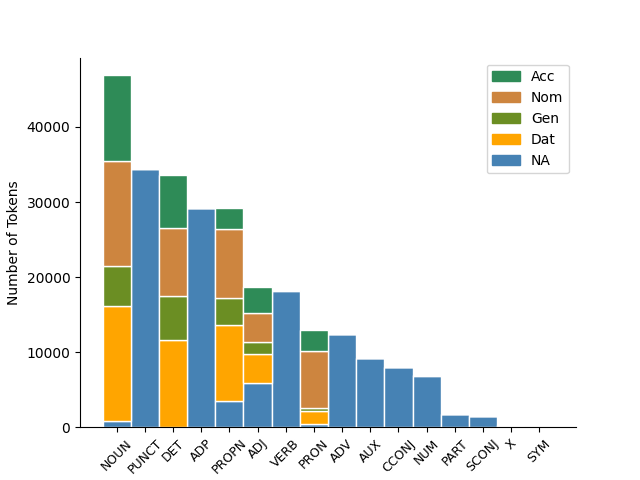 Acc
Nom
Gen
Dat
NA
Number of Tokens
40000
30000
20000
10000
0
NOUN
PUNCT
DET
ADP
PROPN
ADJ
VERB
PRON
ADV
AUX
CCONJ
NUM
PART
SCONJ
X
SYM